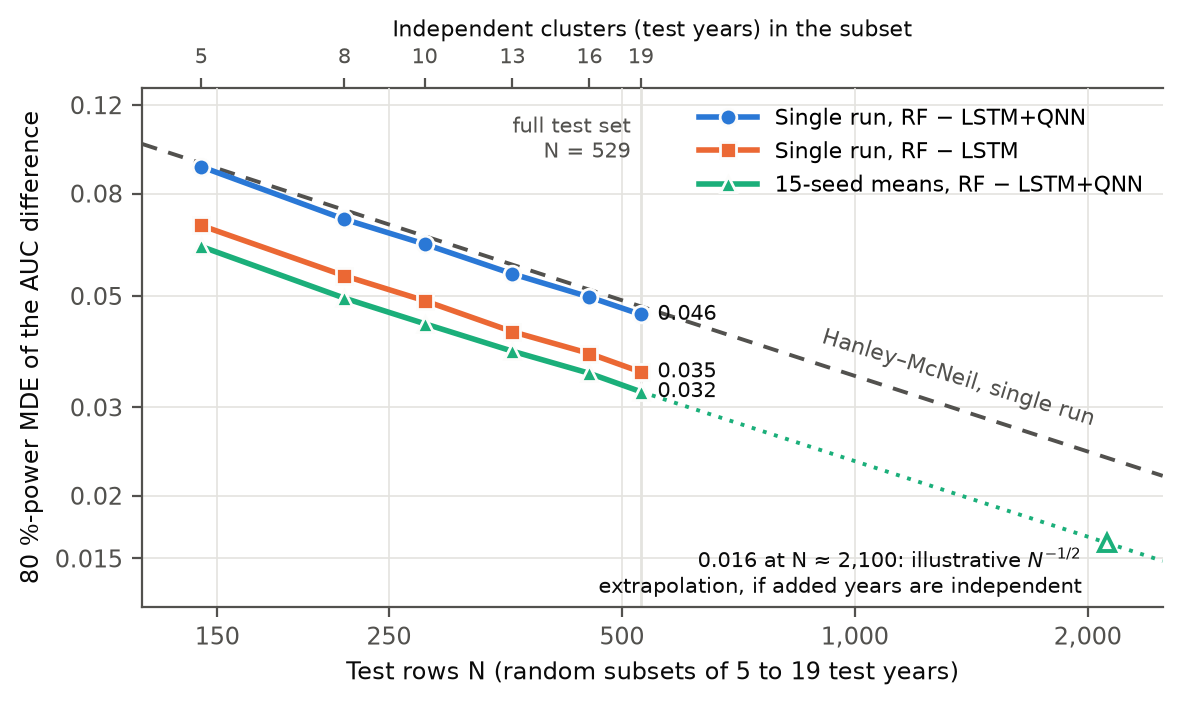 Independent clusters (test years) in the subset
5 8 10 13 16 19
80 %-power MDE of the AUC difference
0.12
0.08
0.05
0.03
0.02
0.015
full test set
N = 529
Single run, RF − LSTM+QNN
Single run, RF − LSTM
15-seed means, RF − LSTM+QNN
0.046
0.035
0.032
Hanley–McNeil, single run
0.016 at N ≈ 2,100: illustrative N⁻¹/²
extrapolation, if added years are independent
150 250 500 1,000 2,000
Test rows N (random subsets of 5 to 19 test years)